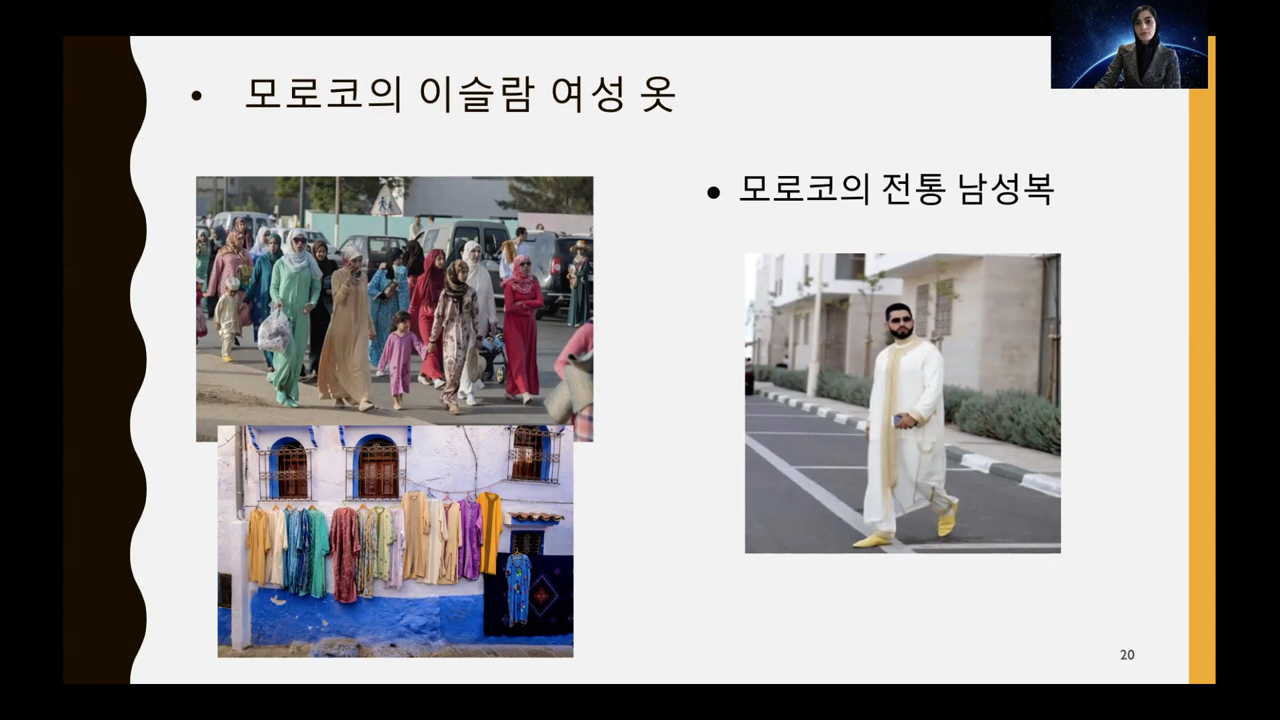 • 모로코의 이슬람 여성 옷
• 모로코의 전통 남성복
20